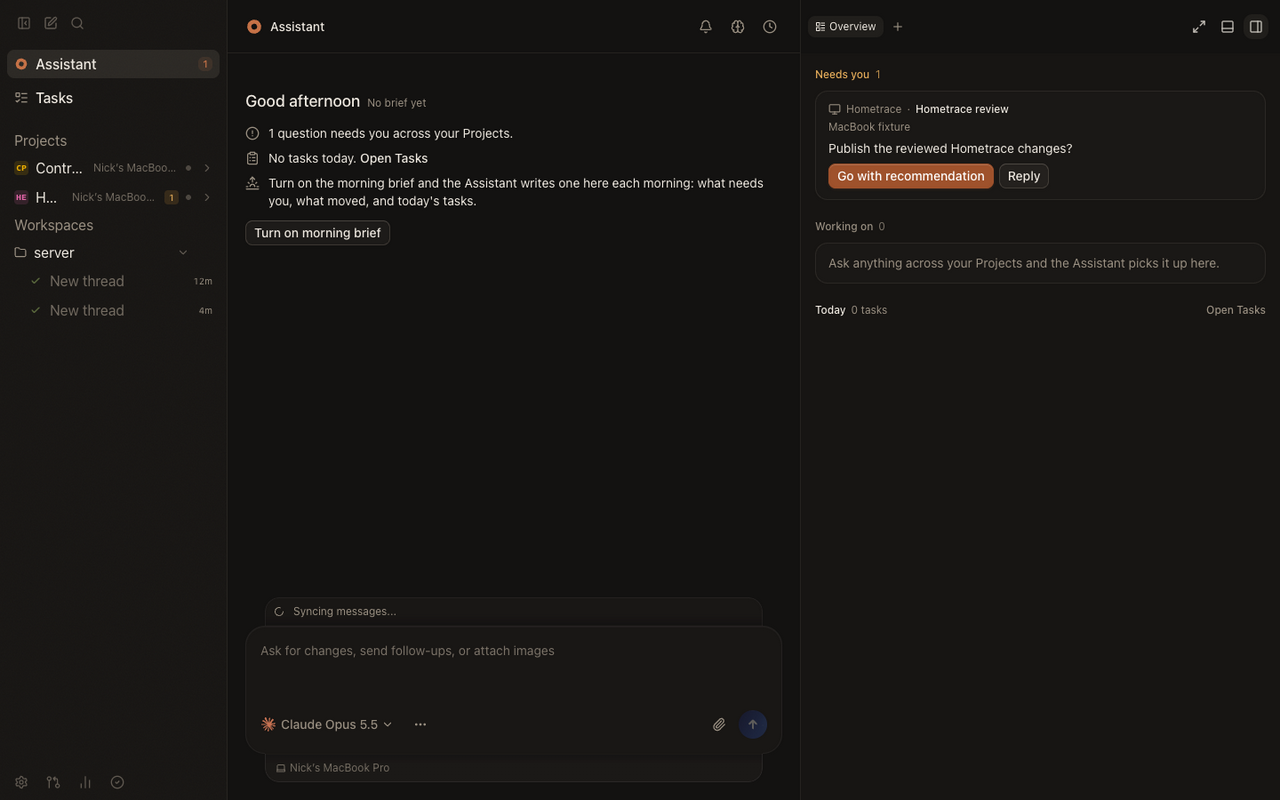 Assistant
1
Tasks
Projects
CP Contr... Nick's MacBoo...
HE H... Nick's MacBoo... 1
Workspaces
server
New thread 12m
New thread 4m
Assistant
Good afternoon No brief yet
1 question needs you across your Projects.
No tasks today. Open Tasks
Turn on the morning brief and the Assistant writes one here each morning: what needs
you, what moved, and today's tasks.
Turn on morning brief
Syncing messages...
Ask for changes, send follow-ups, or attach images
Claude Opus 5.5
Nick's MacBook Pro
Overview
Needs you 1
Hometrace · Hometrace review
MacBook fixture
Publish the reviewed Hometrace changes?
Go with recommendation Reply
Working on 0
Ask anything across your Projects and the Assistant picks it up here.
Today 0 tasks Open Tasks